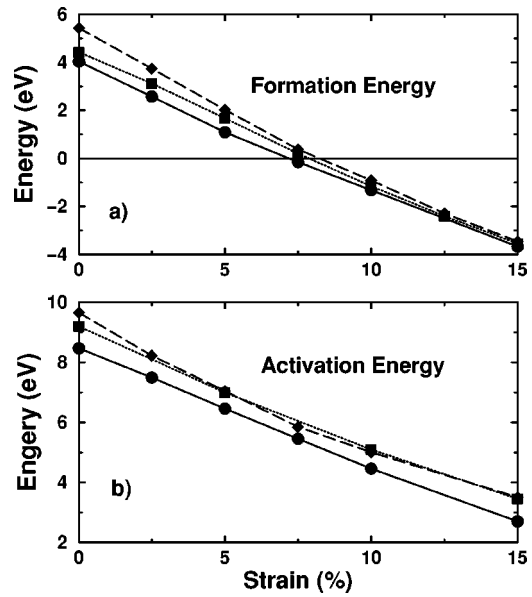 6
4
2
0
−2
−4
Energy (eV)
Formation Energy
a)
0
5
10
15
10
8
6
4
2
Engery (eV)
Activation Energy
b)
0
5
10
15
Strain (%)